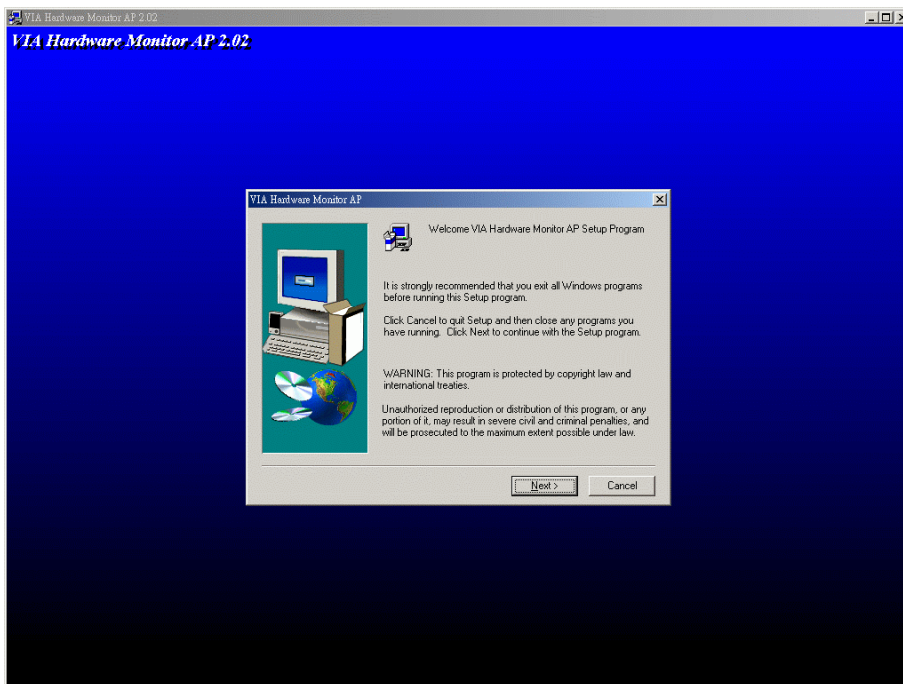 VIA Hardware Monitor AP 2.02
VIA Hardware Monitor AP 2.02
VIA Hardware Monitor AP
Welcome VIA Hardware Monitor AP Setup Program
It is strongly recommended that you exit all Windows programs
before running this Setup program.
Click Cancel to quit Setup and then close any programs you
have running. Click Next to continue with the Setup program.
WARNING: This program is protected by copyright law and
international treaties.
Unauthorized reproduction or distribution of this program, or any
portion of it, may result in severe civil and criminal penalties, and
will be prosecuted to the maximum extent possible under law.
Next >
Cancel